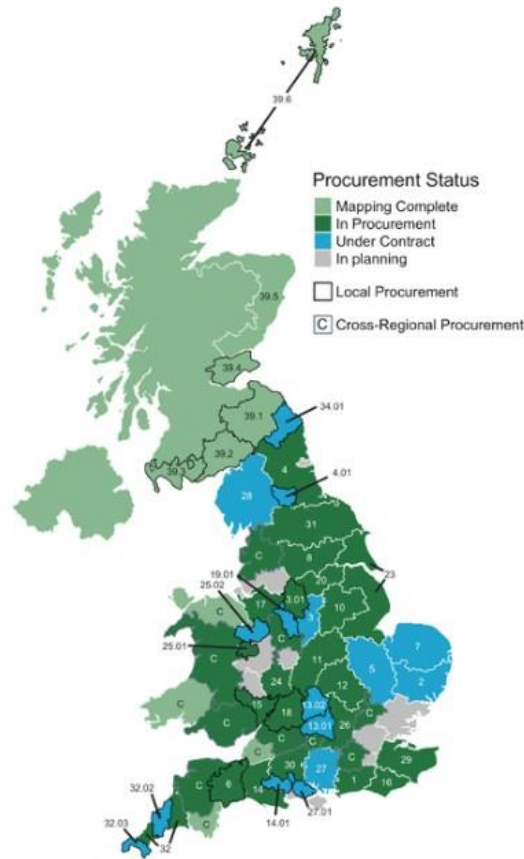 39.6
Procurement Status
Mapping Complete
In Procurement
Under Contract
In planning
Local Procurement
C Cross-Regional Procurement
39.5
39.4
39.1
34.01
39.2
39.3
4
4.01
28
31
C
8
23
19.01
20
25.02
17
3.01
10
C
3
C
25.01
7
C
11
5
2
24
12
C
15
18
13.02
C
13.01
26
C
C
C
C
29
27
30
32.02
C
6
14
1
16
32.03
C
14.01
27.01
32